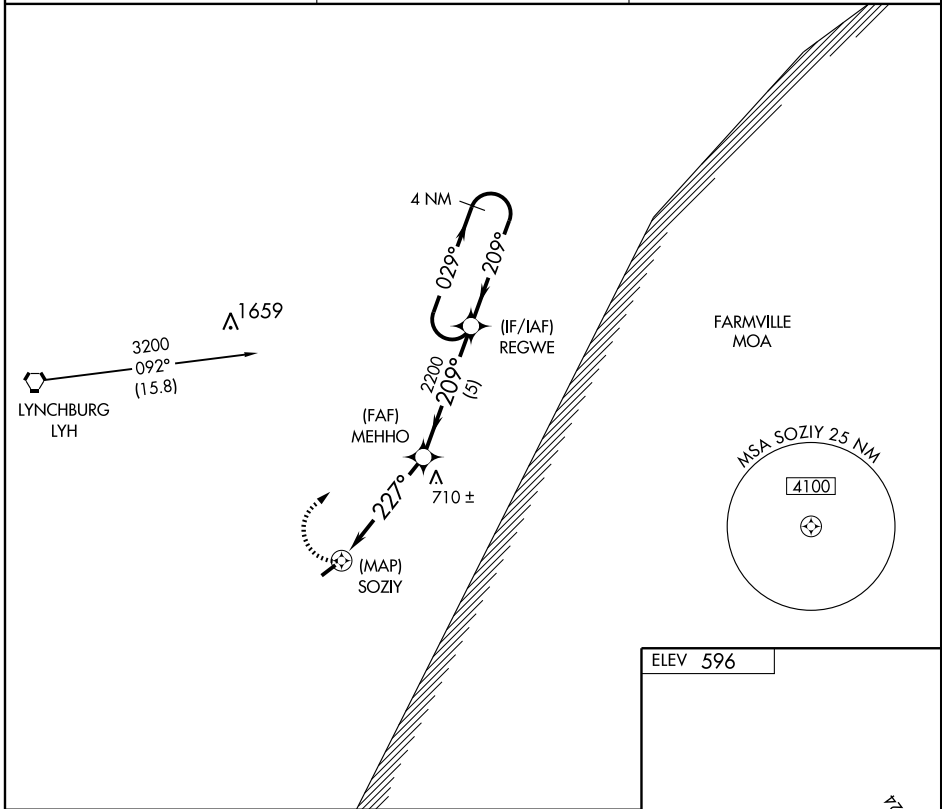 4 NM
029°
209°
1659
(IF/IAF)
REGWE
FARMVILLE
MOA
3200
092°
(15.8)
LYNCHBURG
LYH
2200
209°
(5)
(FAF)
MEHHO
710 ±
MSA SOZIY 25 NM
4100
227°
(MAP)
SOZIY
ELEV 596